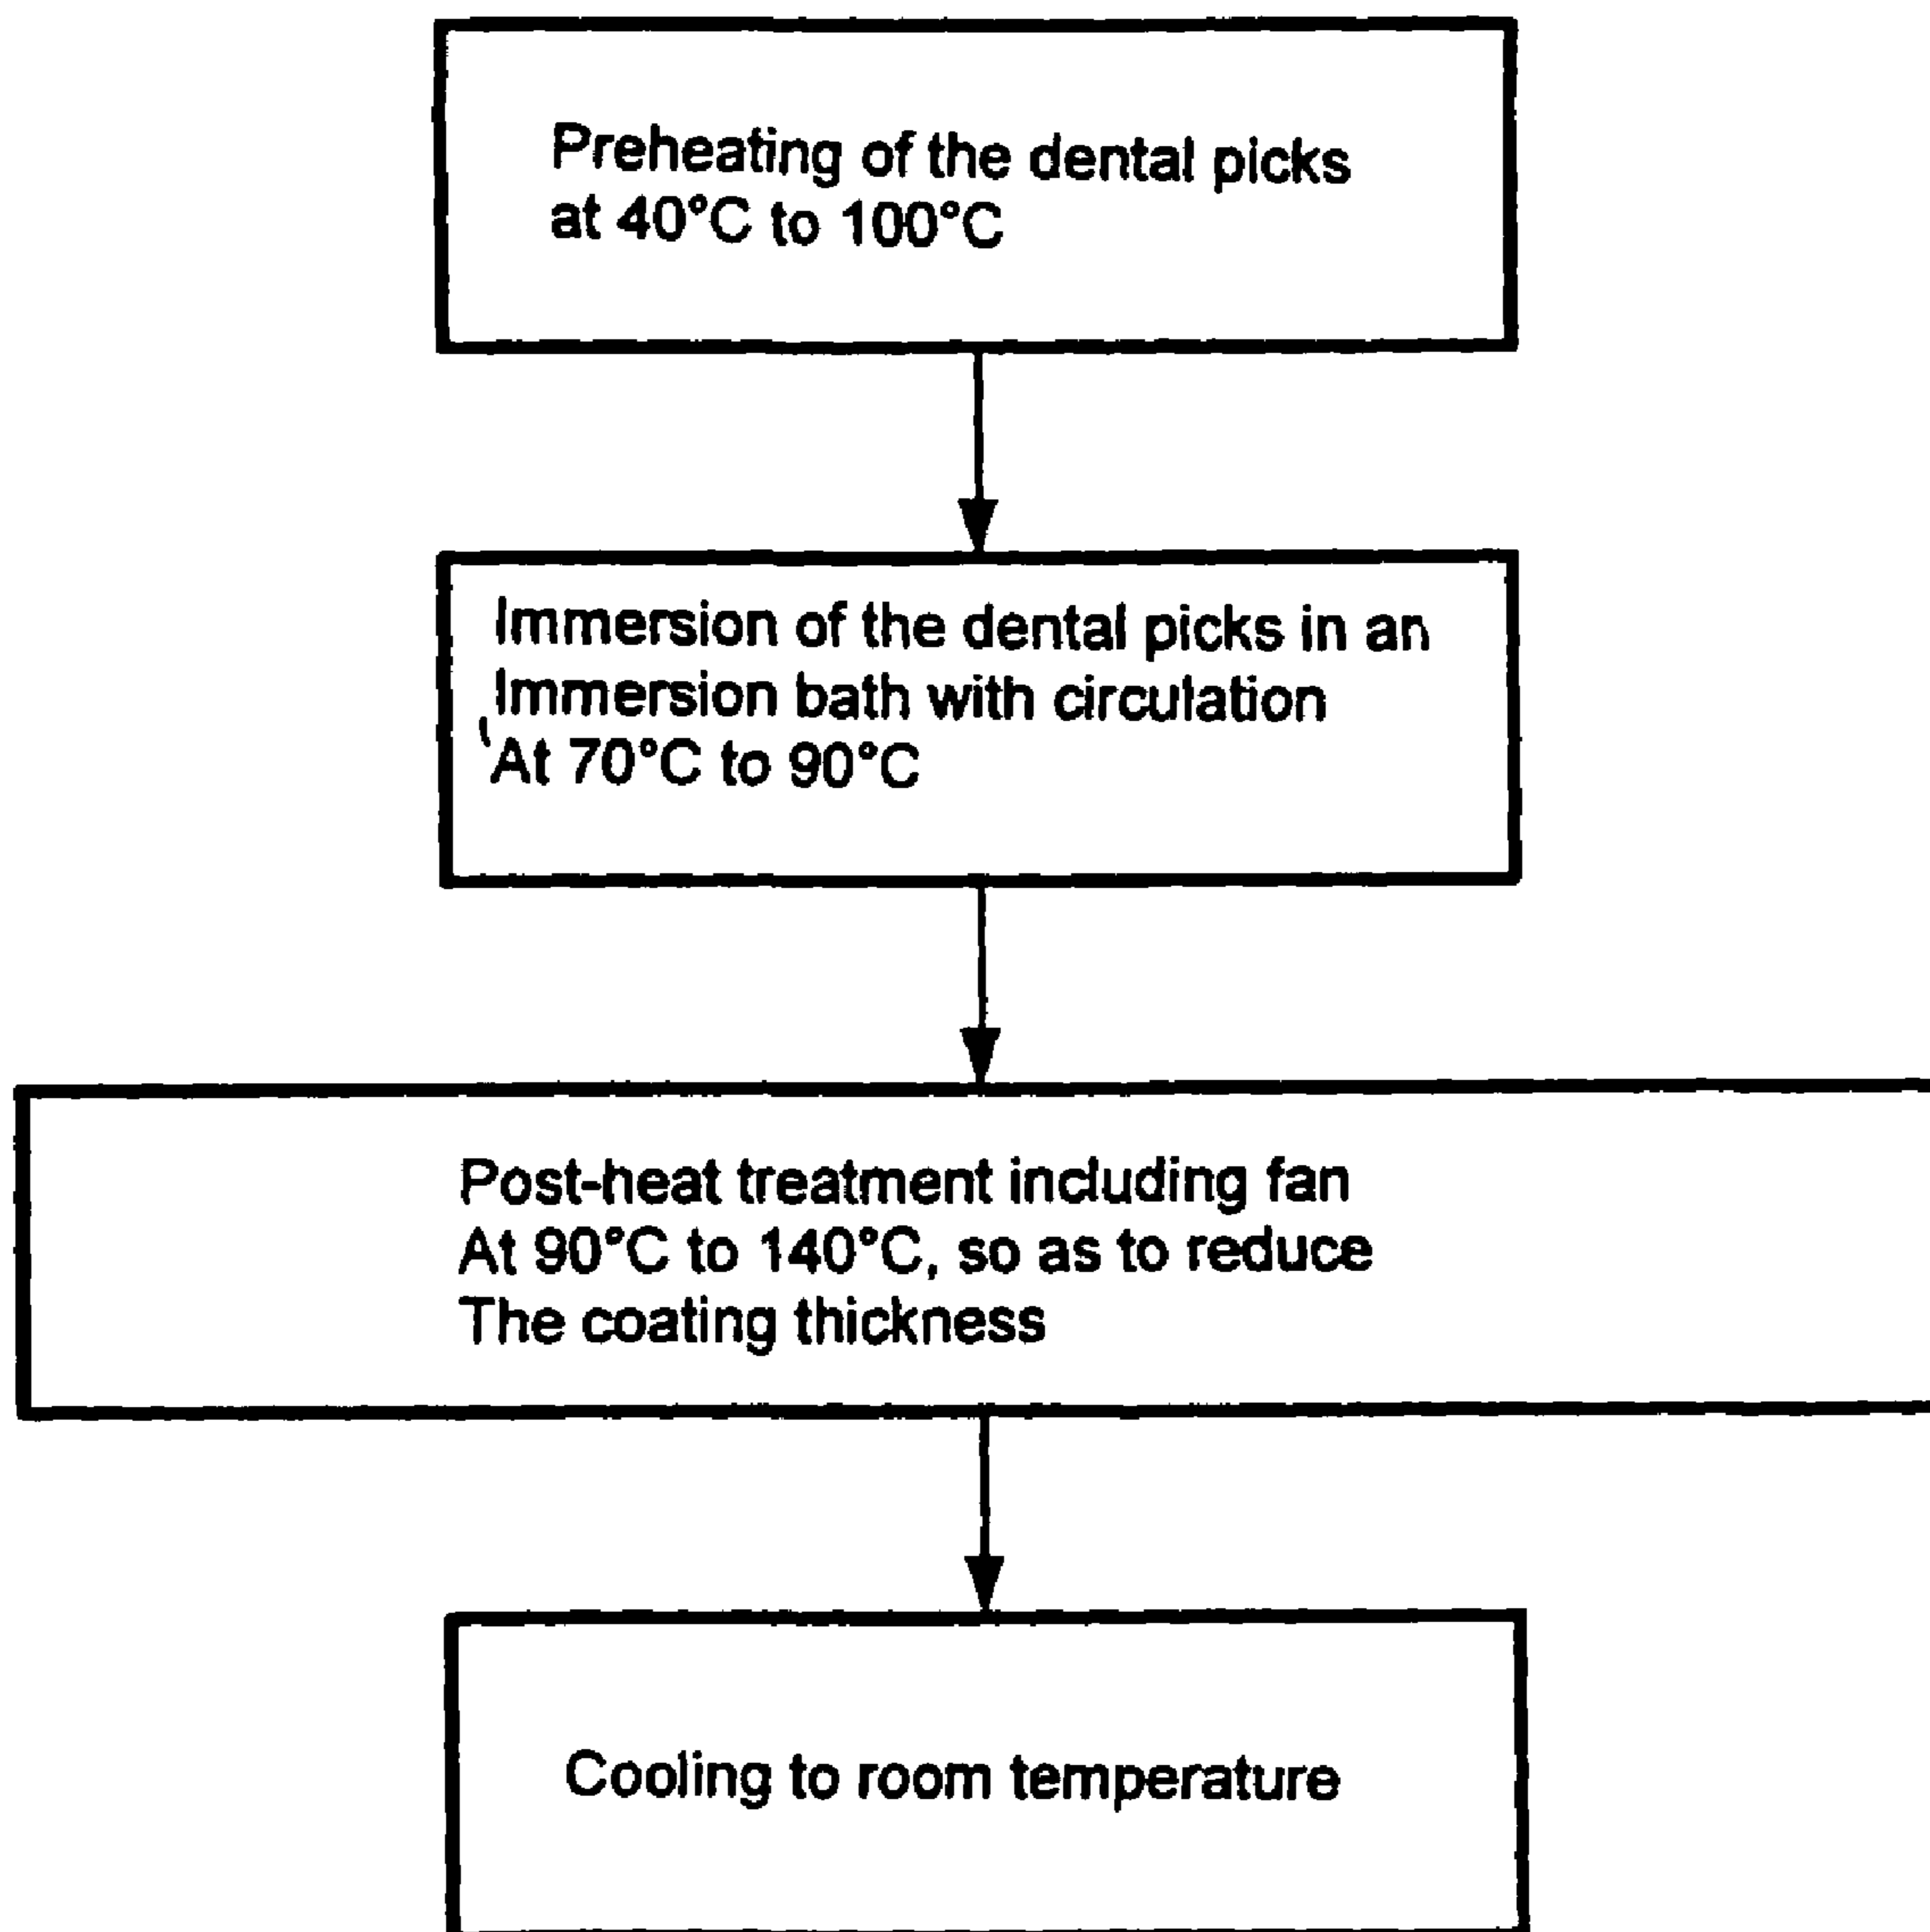 Preheating of the dental picks
at 40°C to 100°C
Immersion of the dental picks in an
Immersion bath with circulation
At 70°C to 90°C
Post-heat treatment including fan
At 90°C to 140°C, so as to reduce
The coating thickness
Cooling to room temperature